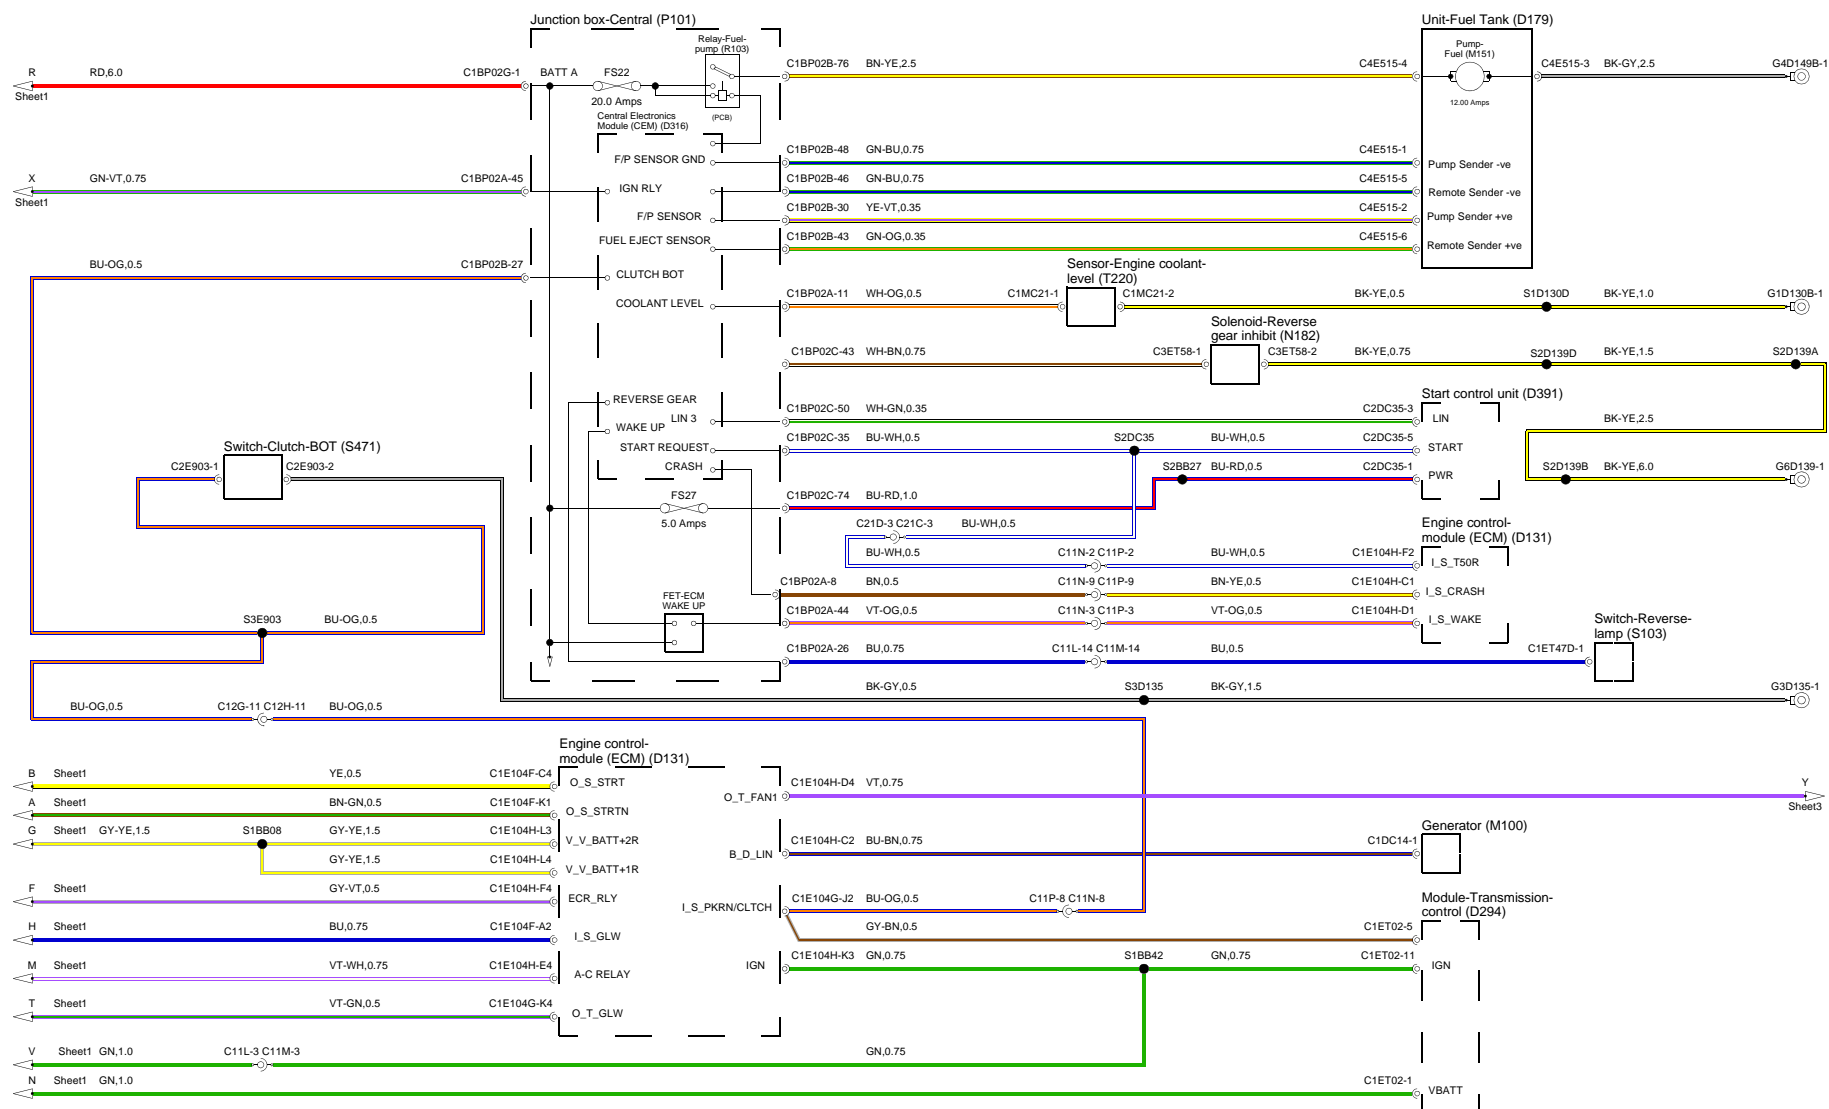 Junction box-Central (P101)
Unit-Fuel Tank (D179)
Relay-Fuel-
pump (R103)
Pump-
Fuel (M151)
R
RD,6.0
C1BP02G-1
BATT A
FS22
C1BP02B-76
BN-YE,2.5
C4E515-4
C4E515-3
BK-GY,2.5
G4D149B-1
Sheet1
20.0 Amps
12.00 Amps
Central Electronics
Module (CEM) (D316)
(PCB)
F/P SENSOR GND
C1BP02B-48
GN-BU,0.75
C4E515-1
Pump Sender -ve
X
GN-VT,0.75
C1BP02A-45
IGN RLY
C1BP02B-46
GN-BU,0.75
C4E515-5
Remote Sender -ve
Sheet1
F/P SENSOR
C1BP02B-30
YE-VT,0.35
C4E515-2
Pump Sender +ve
FUEL EJECT SENSOR
C1BP02B-43
GN-OG,0.35
C4E515-6
Remote Sender +ve
BU-OG,0.5
C1BP02B-27
CLUTCH BOT
Sensor-Engine coolant-
level (T220)
COOLANT LEVEL
C1BP02A-11
WH-OG,0.5
C1MC21-1
C1MC21-2
BK-YE,0.5
S1D130D
BK-YE,1.0
G1D130B-1
Solenoid-Reverse
gear inhibit (N182)
C1BP02C-43
WH-BN,0.75
C3ET58-1
C3ET58-2
BK-YE,0.75
S2D139D
BK-YE,1.5
S2D139A
Start control unit (D391)
REVERSE GEAR
LIN 3
C1BP02C-50
WH-GN,0.35
C2DC35-3
LIN
BK-YE,2.5
WAKE UP
START REQUEST
C1BP02C-35
BU-WH,0.5
S2DC35
BU-WH,0.5
C2DC35-5
START
Switch-Clutch-BOT (S471)
C2E903-1
C2E903-2
CRASH
S2BB27
BU-RD,0.5
C2DC35-1
PWR
S2D139B
BK-YE,6.0
G6D139-1
FS27
C1BP02C-74
BU-RD,1.0
5.0 Amps
C21D-3 C21C-3
BU-WH,0.5
Engine control-
module (ECM) (D131)
BU-WH,0.5
C11N-2 C11P-2
BU-WH,0.5
C1E104H-F2
I_S_T50R
C1BP02A-8
BN,0.5
C11N-9 C11P-9
BN-YE,0.5
C1E104H-C1
I_S_CRASH
FET-ECM
WAKE UP
C1BP02A-44
VT-OG,0.5
C11N-3 C11P-3
VT-OG,0.5
C1E104H-D1
I_S_WAKE
S3E903
BU-OG,0.5
Switch-Reverse-
lamp (S103)
C1BP02A-26
BU,0.75
C11L-14 C11M-14
BU,0.5
C1ET47D-1
BK-GY,0.5
S3D135
BK-GY,1.5
G3D135-1
BU-OG,0.5
C12G-11 C12H-11
BU-OG,0.5
Engine control-
module (ECM) (D131)
B
Sheet1
YE,0.5
C1E104F-C4
O_S_STRT
C1E104H-D4
VT,0.75
Y
O_T_FAN1
Sheet3
A
Sheet1
BN-GN,0.5
C1E104F-K1
O_S_STRTN
G
Sheet1
GY-YE,1.5
S1BB08
GY-YE,1.5
C1E104H-L3
V_V_BATT+2R
C1E104H-C2
BU-BN,0.75
C1DC14-1
Generator (M100)
B_D_LIN
GY-YE,1.5
C1E104H-L4
V_V_BATT+1R
F
Sheet1
GY-VT,0.5
C1E104H-F4
ECR_RLY
I_S_PKRN/CLTCH
C1E104G-J2
BU-OG,0.5
C11P-8 C11N-8
Module-Transmission-
control (D294)
H
Sheet1
BU,0.75
C1E104F-A2
I_S_GLW
GY-BN,0.5
C1ET02-5
M
Sheet1
VT-WH,0.75
C1E104H-E4
A-C RELAY
IGN
C1E104H-K3
GN,0.75
S1BB42
GN,0.75
C1ET02-11
IGN
T
Sheet1
VT-GN,0.5
C1E104G-K4
O_T_GLW
V
Sheet1
GN,1.0
C11L-3 C11M-3
GN,0.75
N
Sheet1
GN,1.0
C1ET02-1
VBATT